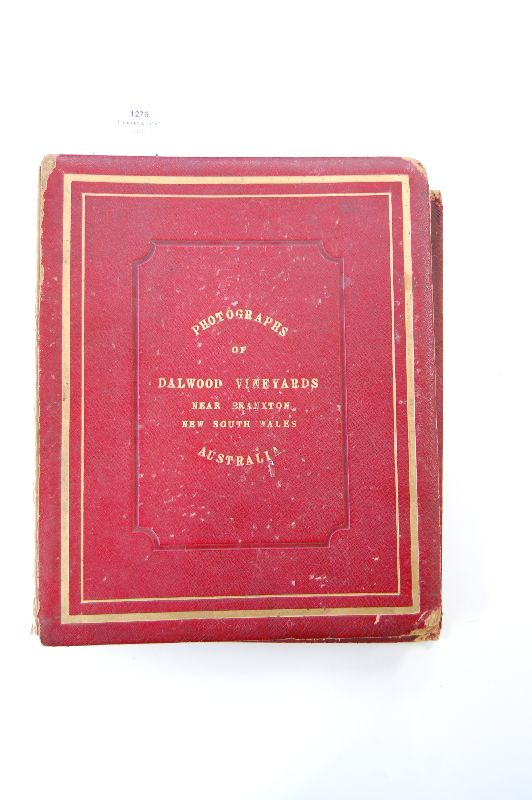 1276
PHOTOGRAPHS
OF
DALWOOD VINEYARDS
NEAR BRANXTON
NEW SOUTH WALES
AUSTRALIA